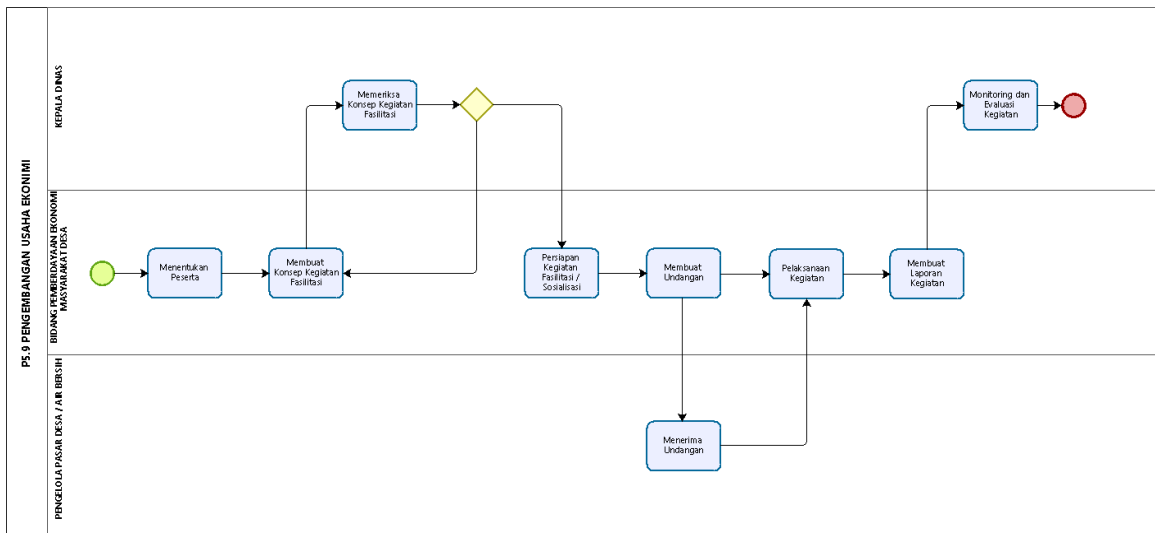 P5.9 PENGEMBANGAN USAHA EKONIMI
KEPALA DINAS
Memeriksa
Konsep Kegiatan
Fasilitasi
Monitoring dan
Evaluasi
Kegiatan
BIDANG PEMBERDAYAAN EKONOMI
MASYARAKAT DESA
Menentukan
Peserta
Membuat
Konsep Kegiatan
Fasilitasi
Persiapan
Kegiatan
Fasilitasi /
Sosialisasi
Membuat
Undangan
Pelaksanaan
Kegiatan
Membuat
Laporan
Kegiatan
PENGELOLA PASAR DESA / AIR BERSIH
Menerima
Undangan